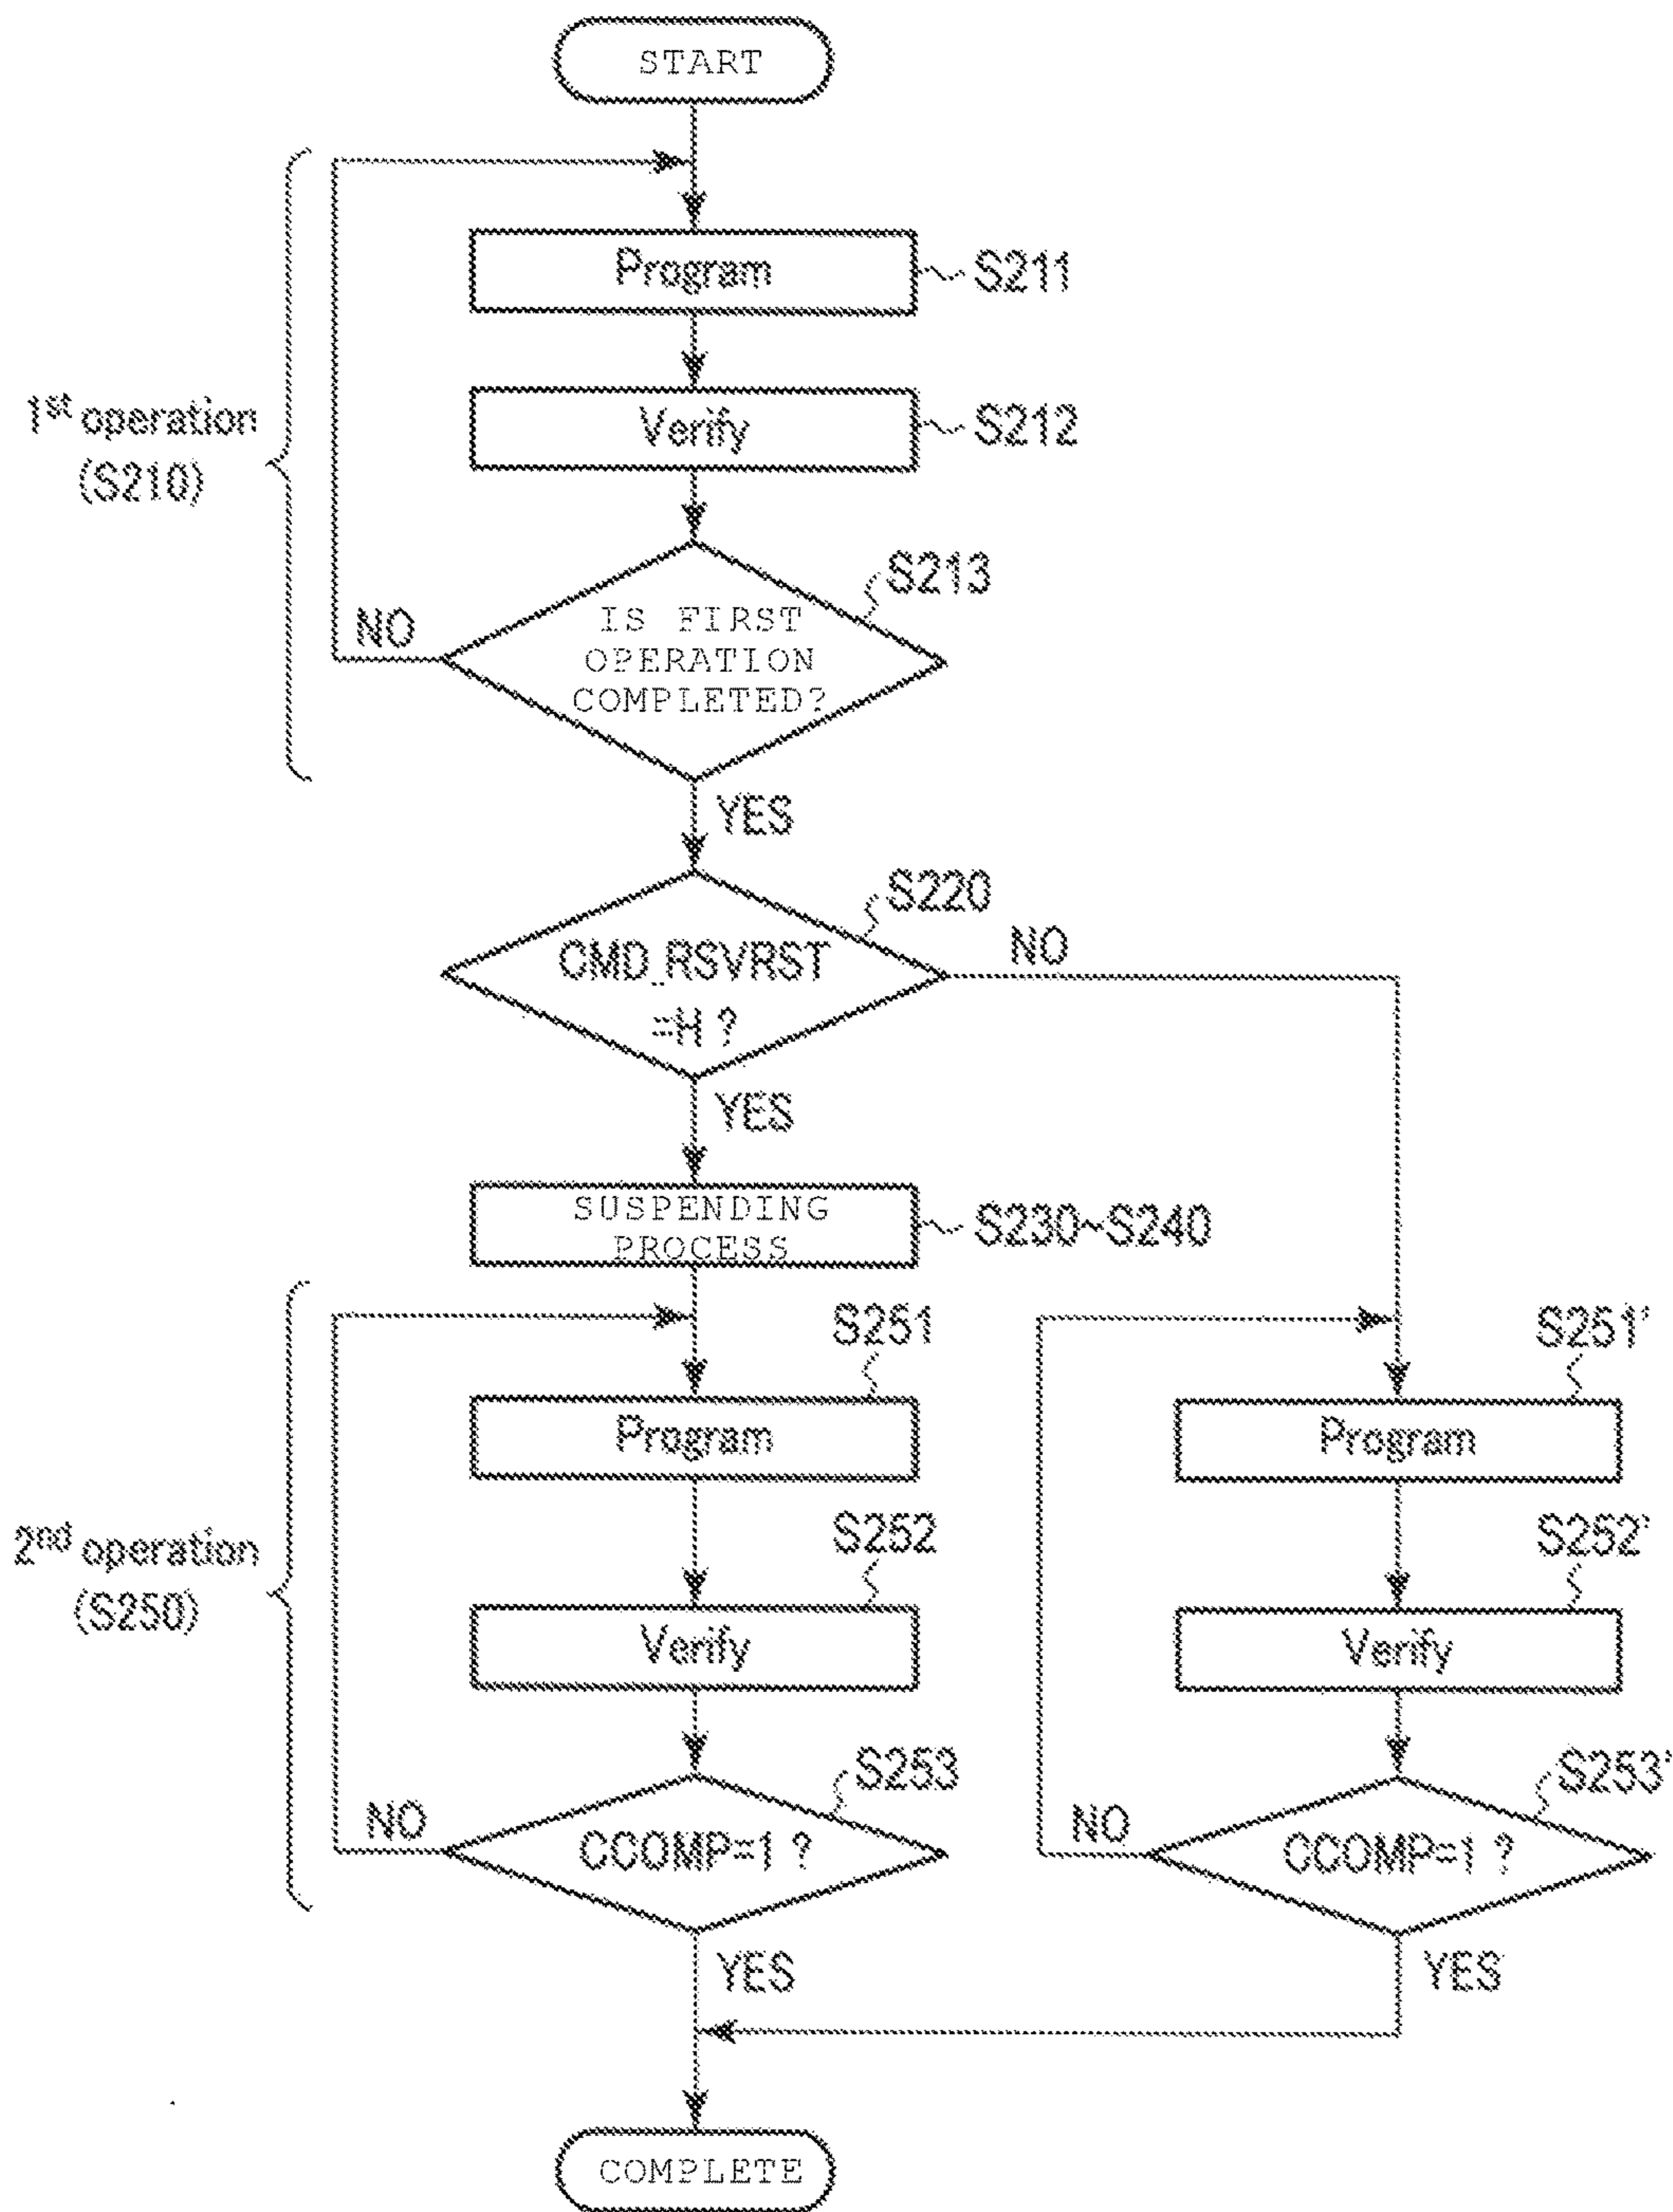 START
Program
S211
1st operation
(S210)
Verify
S212
S213
IS FIRST
OPERATION
COMPLETED?
NO
YES
S220
CMD_RSVRST
=H ?
NO
YES
SUSPENDING
PROCESS
S230~S240
S251
Program
2nd operation
(S250)
S252
Verify
S253
CCOMP=1 ?
NO
YES
S251'
Program
S252'
Verify
S253'
CCOMP=1 ?
NO
YES
COMPLETE